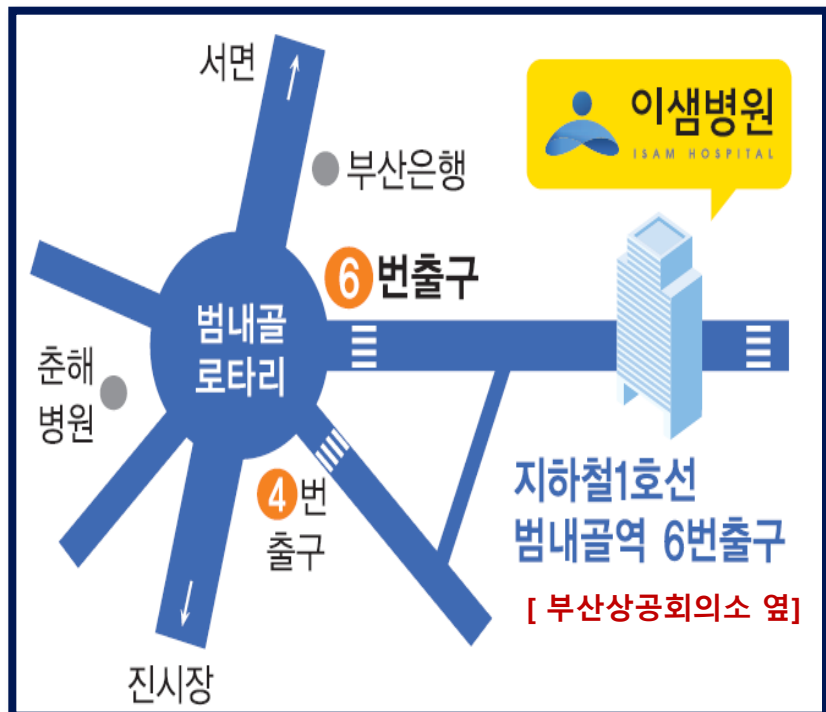 서면
이샘병원
ISAM HOSPITAL
부산은행
6번출구
범내골
로타리
춘해
병원
4번
출구
지하철1호선
범내골역 6번출구
[ 부산상공회의소 옆]
진시장